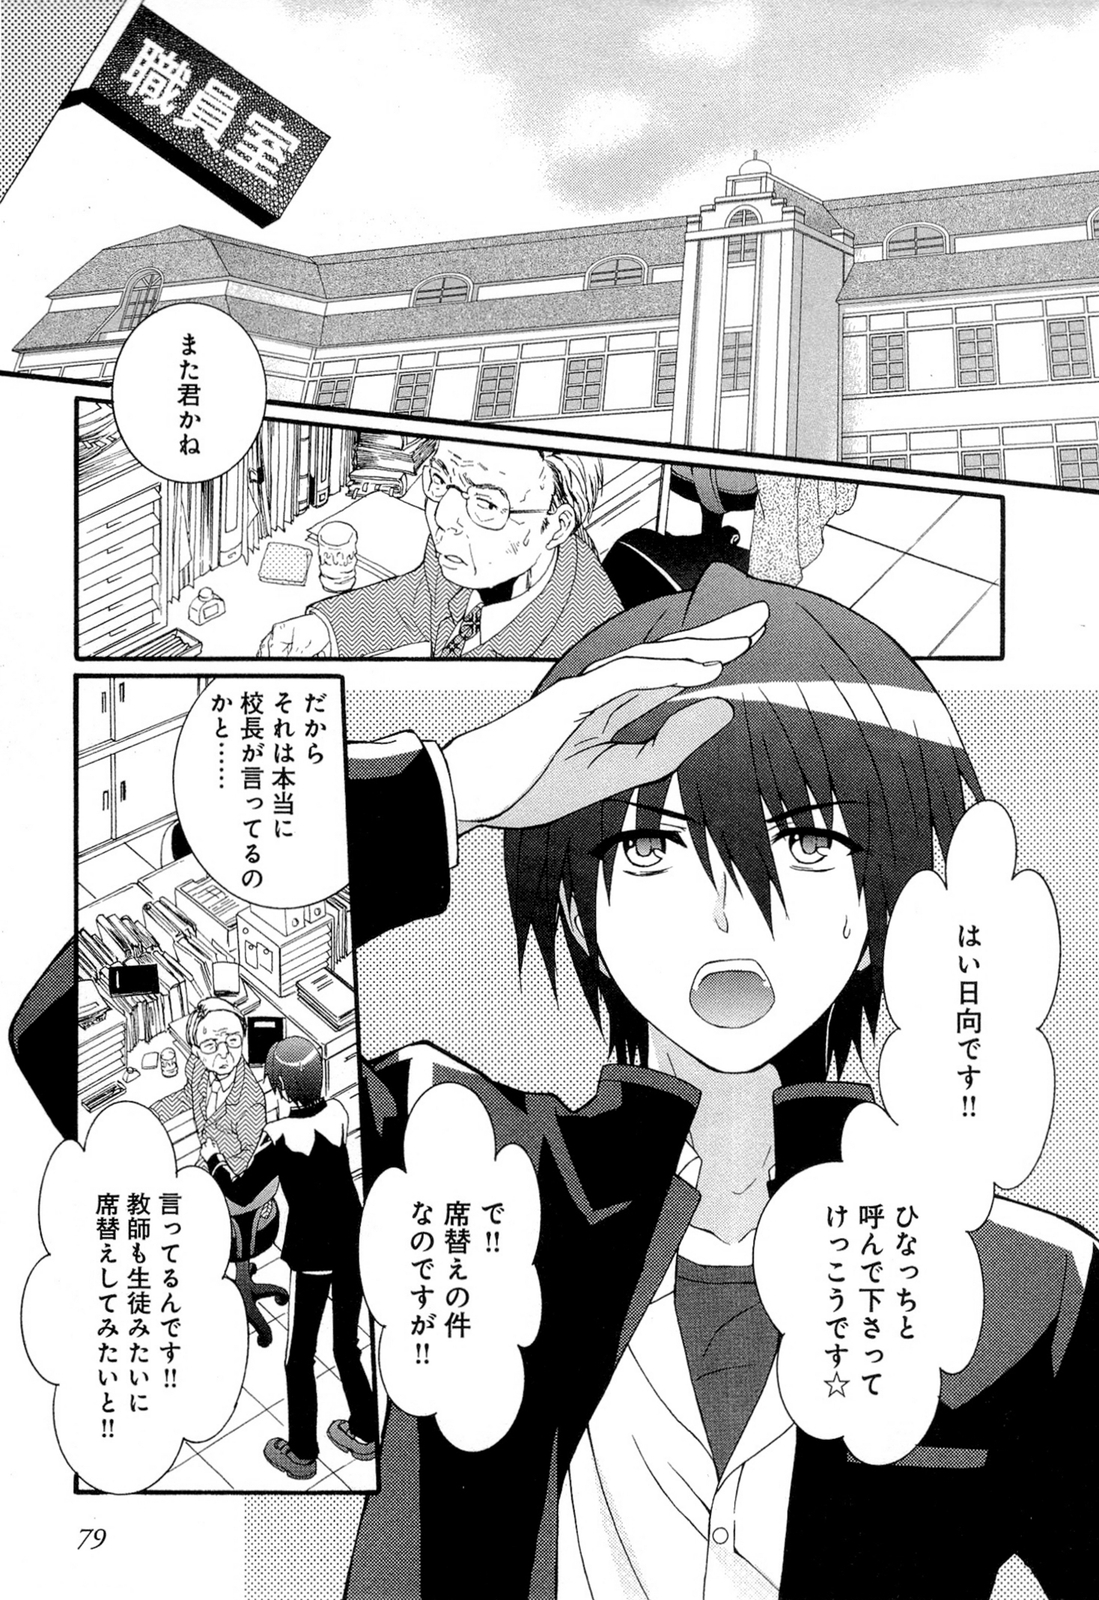 職員室
また君かね
はい日向です!!
ひなっちと
呼んで下さって
けっこうです☆
で!!
席替えの件
なのですが!!
だから
それは本当に
校長が言ってるの
かと……
言ってるんです!!
教師も生徒みたいに
席替えしてみたいと!!
79